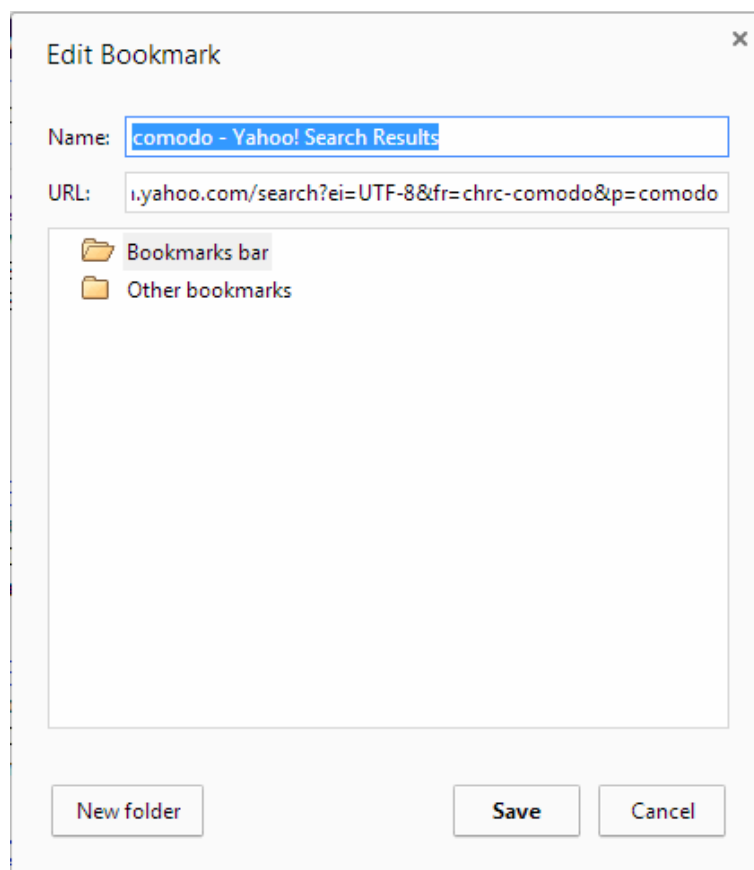 Edit Bookmark
Name: comodo - Yahoo! Search Results
URL: .yahoo.com/search?ei=UTF-8&fr=chrc-comodo&p=comodo
Bookmarks bar
Other bookmarks
New folder Save Cancel